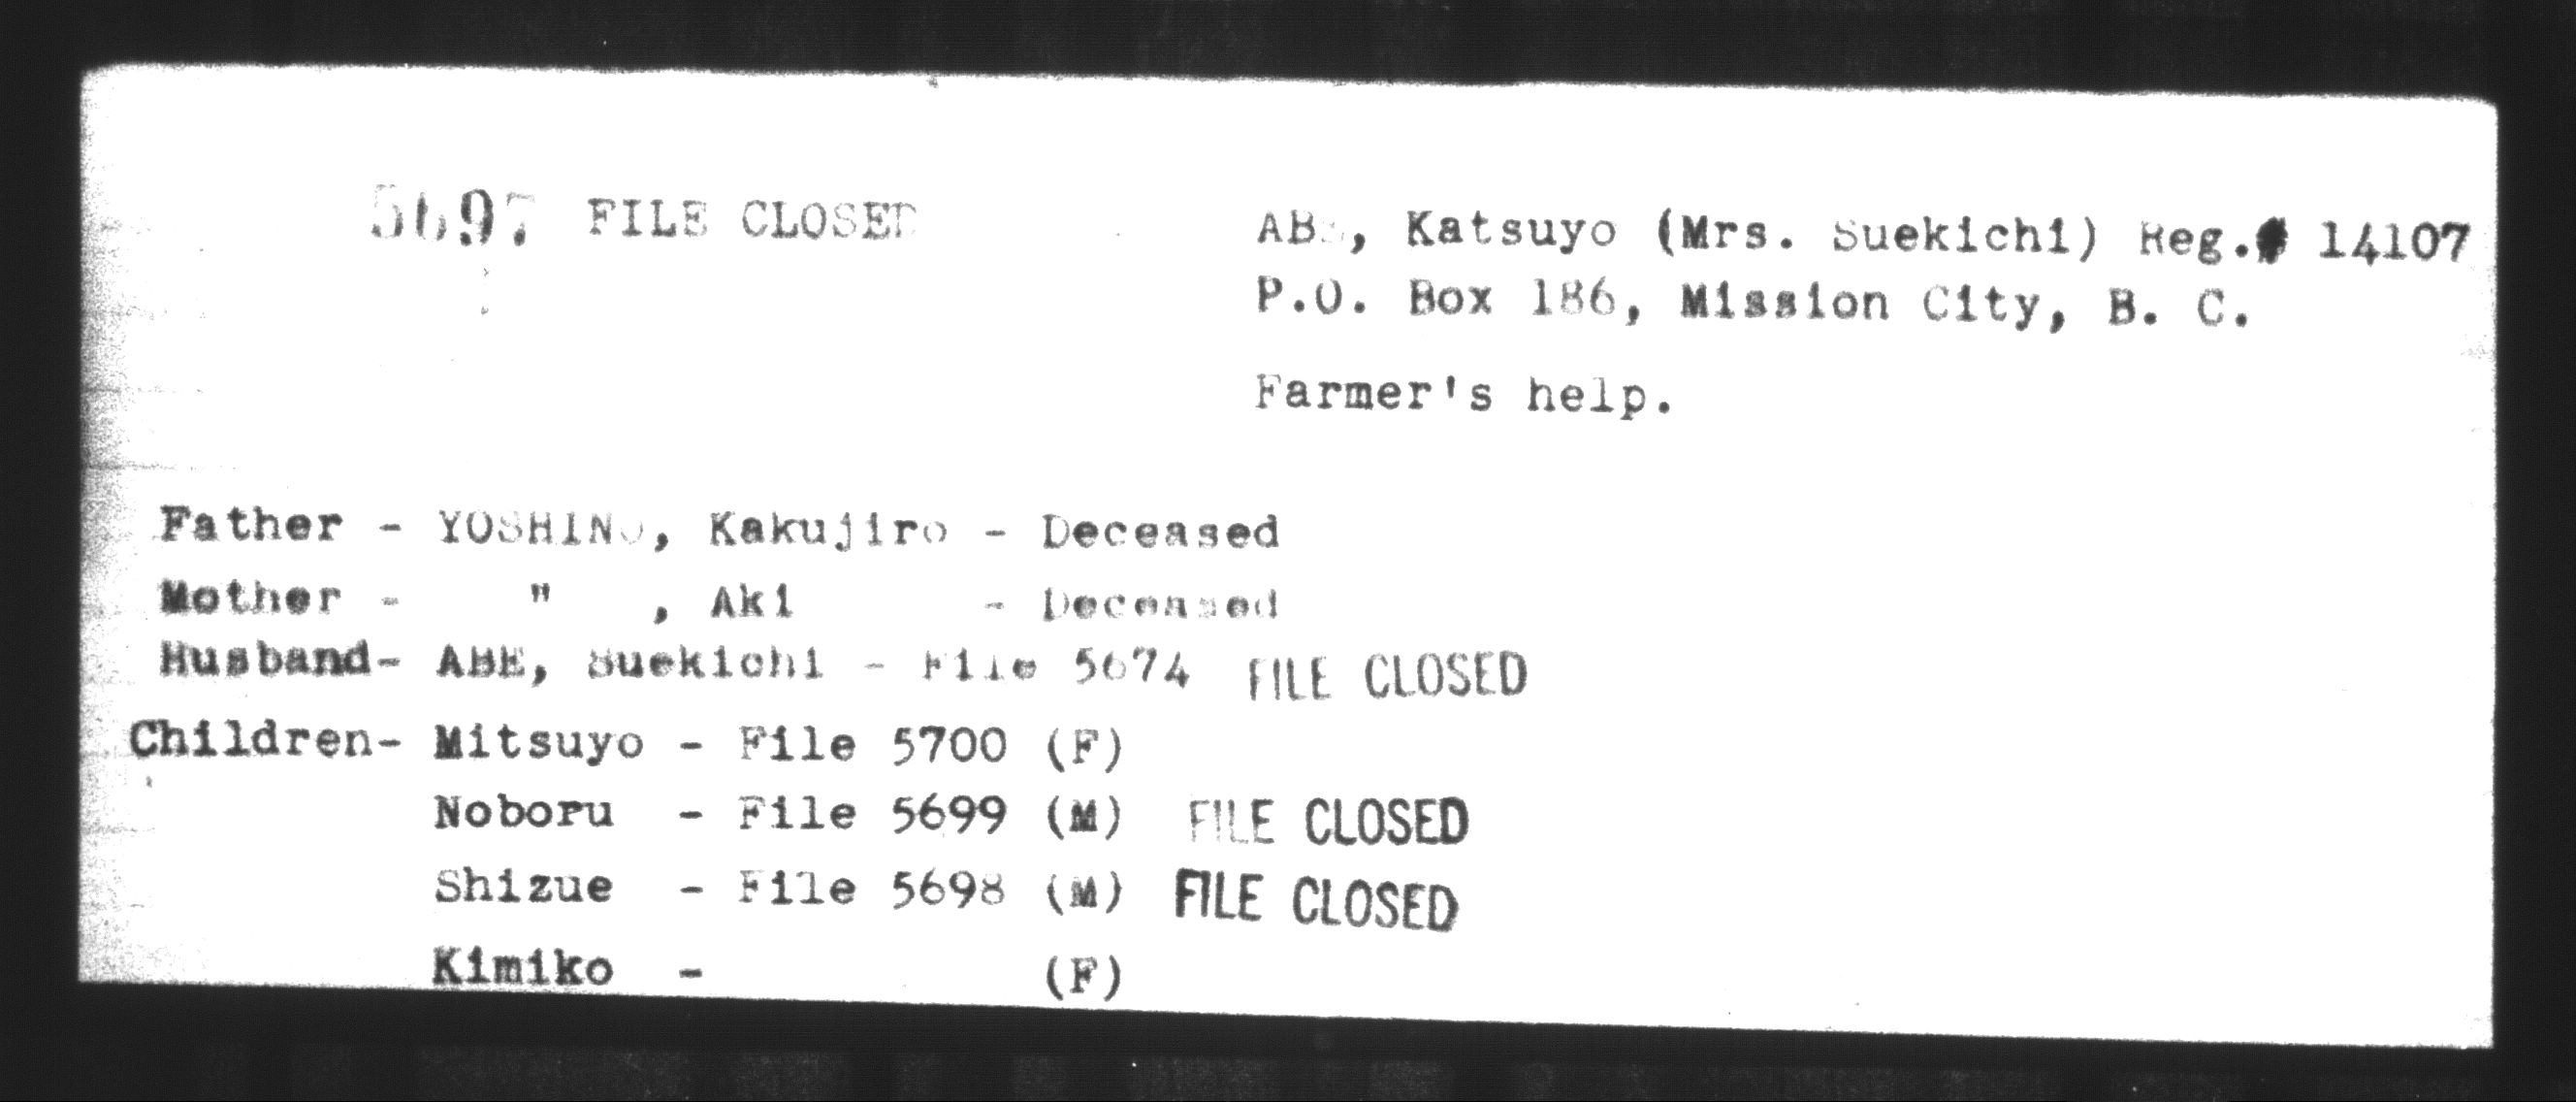 5697 FILE CLOSED
ABE, Katsuyo (Mrs. Suekichi) Reg.# 14107
P.O. Box 186, Mission City, B. C.
Farmer's help.
Father - YOSHINO, Kakujiro - Deceased
Mother - " , Aki - Deceased
Husband- ABE, Suekichi - File 5674 FILE CLOSED
Children- Mitsuyo - File 5700 (F)
Noboru - File 5699 (M) FILE CLOSED
Shizue - File 5698 (M) FILE CLOSED
Kimiko - (F)